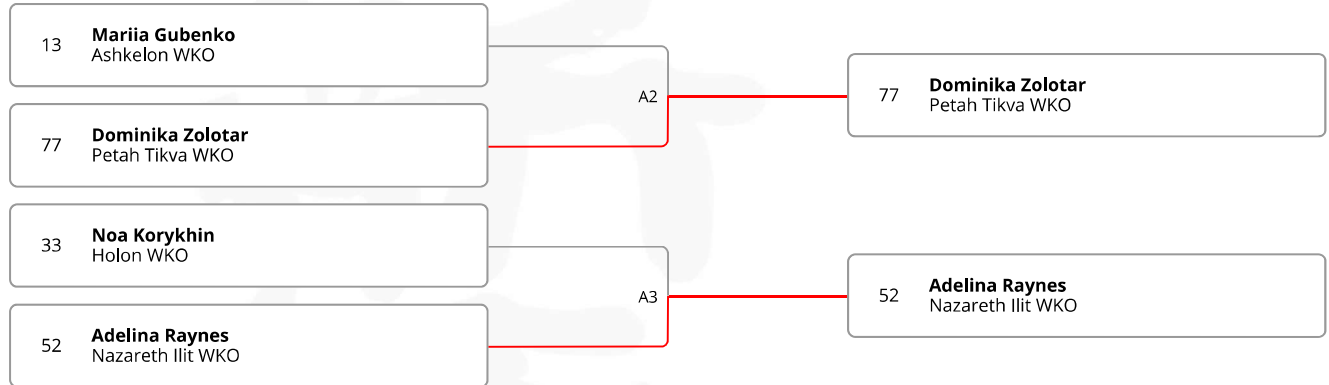 13
Mariia Gubenko
Ashkelon WKO
77
Dominika Zolotar
Petah Tikva WKO
A2
77
Dominika Zolotar
Petah Tikva WKO
33
Noa Korykhin
Holon WKO
52
Adelina Raynes
Nazareth Ilit WKO
A3
52
Adelina Raynes
Nazareth Ilit WKO